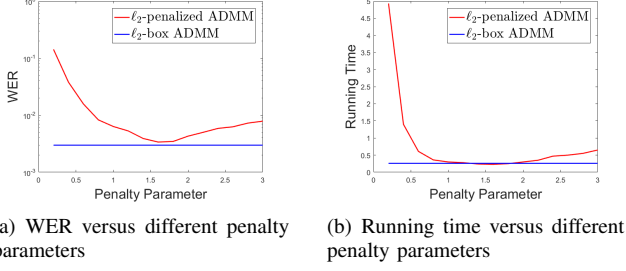 10^0
10^-1
10^-2
10^-3
WER
ℓ2-penalized ADMM
ℓ2-box ADMM
0 0.5 1 1.5 2 2.5 3
Penalty Parameter
5
4.5
4
3.5
3
2.5
2
1.5
1
0.5
0
Running Time
ℓ2-penalized ADMM
ℓ2-box ADMM
0 0.5 1 1.5 2 2.5 3
Penalty Parameter
a) WER versus different penalty
parameters
(b) Running time versus different
penalty parameters